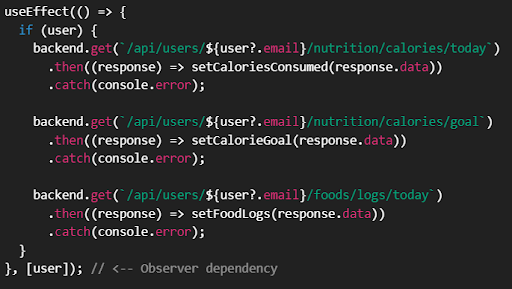 useEffect(() => {
  if (user) {
    backend.get(`/api/users/${user?.email}/nutrition/calories/today`)
      .then((response) => setCaloriesConsumed(response.data))
      .catch(console.error);

    backend.get(`/api/users/${user?.email}/nutrition/calories/goal`)
      .then((response) => setCalorieGoal(response.data))
      .catch(console.error);

    backend.get(`/api/users/${user?.email}/foods/logs/today`)
      .then((response) => setFoodLogs(response.data))
      .catch(console.error);
  }
}, [user]); // <-- Observer dependency